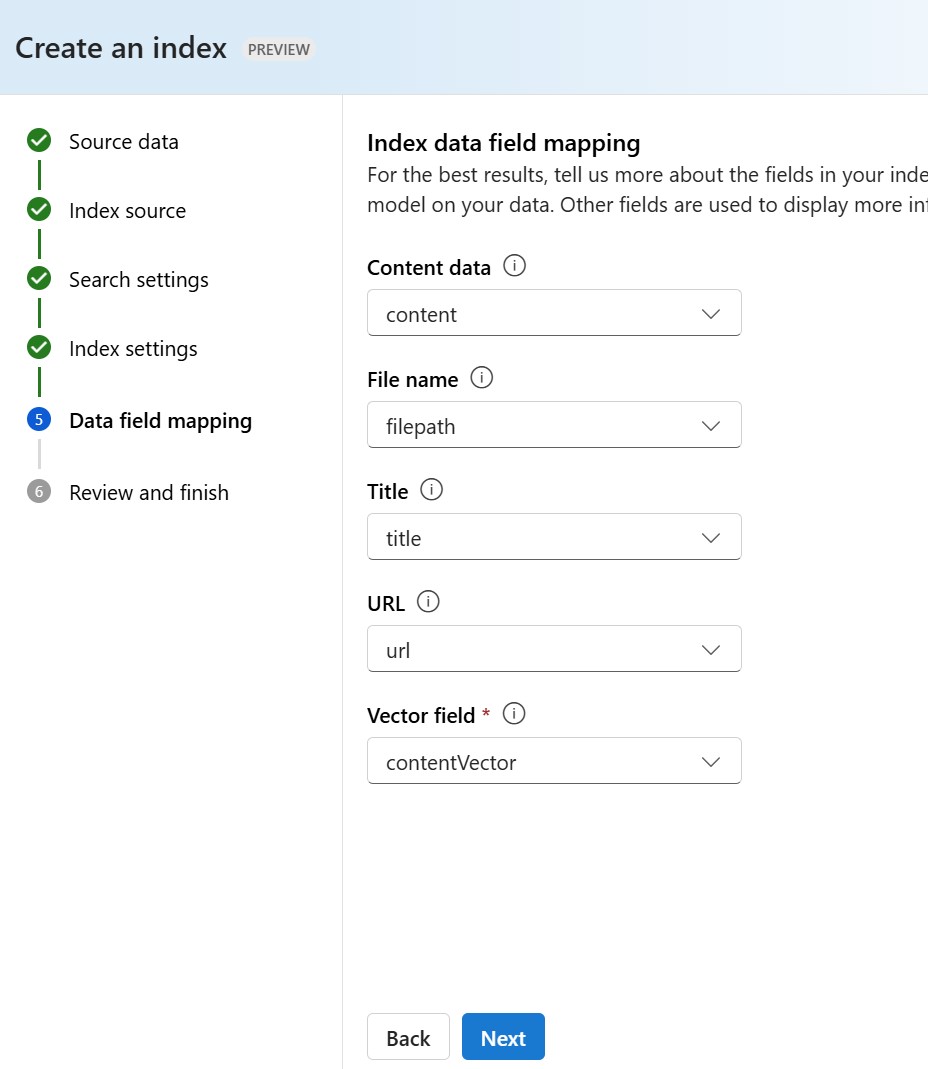 Create an index PREVIEW
Source data
Index source
Search settings
Index settings
5 Data field mapping
6 Review and finish
Index data field mapping
For the best results, tell us more about the fields in your inde
model on your data. Other fields are used to display more in
Content data
content
File name
filepath
Title
title
URL
url
Vector field *
contentVector
Back Next